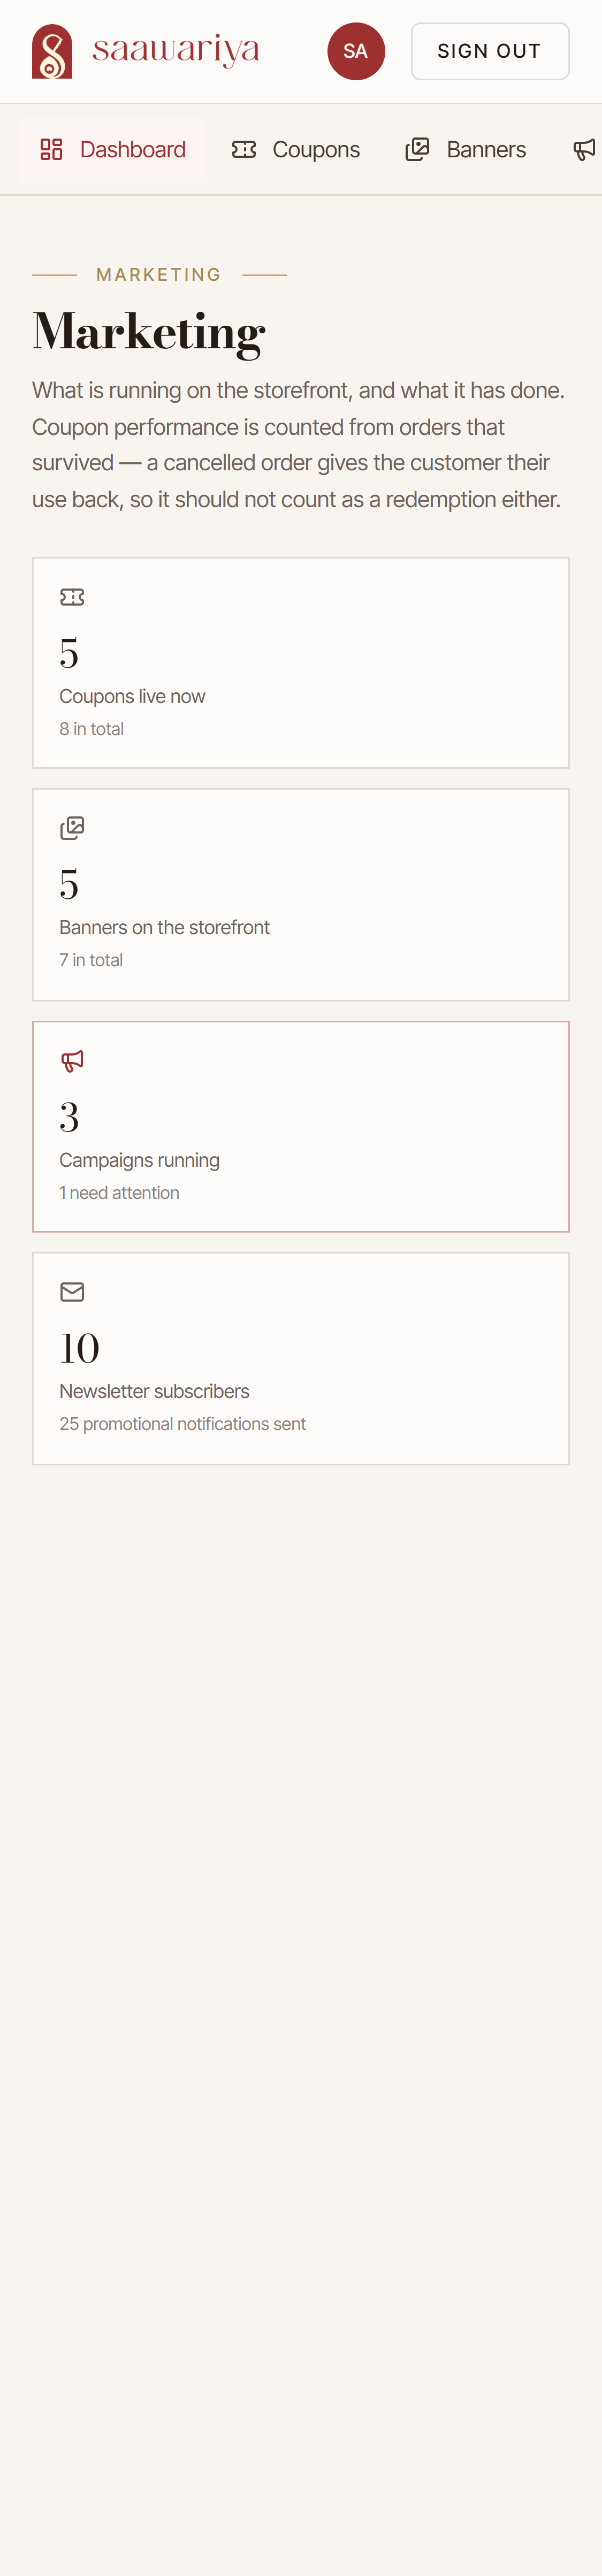 saawariya
SA
SIGN OUT
Dashboard
Coupons
Banners
MARKETING
Marketing
What is running on the storefront, and what it has done.
Coupon performance is counted from orders that
survived — a cancelled order gives the customer their
use back, so it should not count as a redemption either.
5
Coupons live now
8 in total
5
Banners on the storefront
7 in total
3
Campaigns running
1 need attention
10
Newsletter subscribers
25 promotional notifications sent